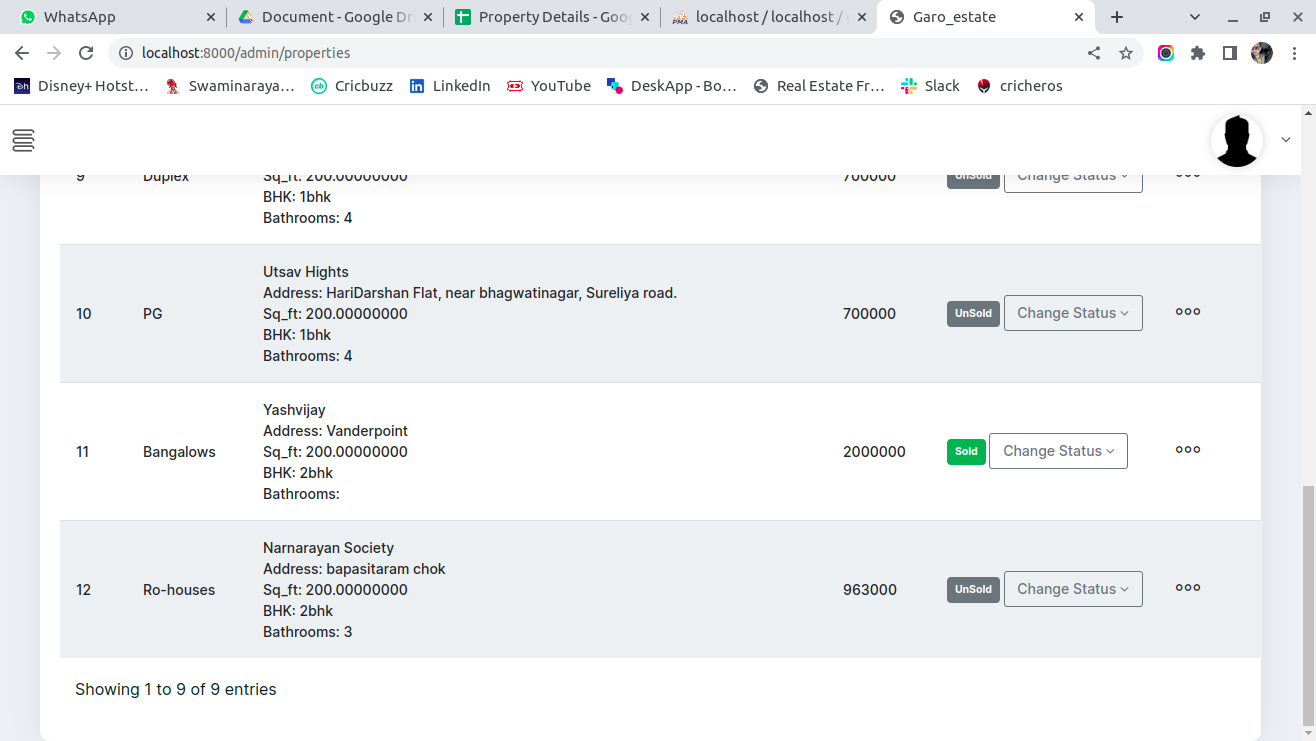 WhatsApp
Document - Google Dr
Property Details - Goo
localhost / localhost /
Garo_estate
localhost:8000/admin/properties
Disney+ Hotst...
Swaminaraya...
Cricbuzz
LinkedIn
YouTube
DeskApp - Bo...
Real Estate Fr...
Slack
cricheros
9 Duplex Sq_ft: 200.00000000 700000 UnSold Change Status
BHK: 1bhk
Bathrooms: 4
Utsav Hights
Address: HariDarshan Flat, near bhagwatinagar, Sureliya road.
10 PG Sq_ft: 200.00000000 700000 UnSold Change Status
BHK: 1bhk
Bathrooms: 4
Yashvijay
Address: Vanderpoint
11 Bangalows Sq_ft: 200.00000000 2000000 Sold Change Status
BHK: 2bhk
Bathrooms:
Narnarayan Society
Address: bapasitaram chok
12 Ro-houses Sq_ft: 200.00000000 963000 UnSold Change Status
BHK: 2bhk
Bathrooms: 3
Showing 1 to 9 of 9 entries